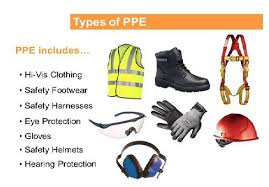 Types of PPE
PPE includes…
• Hi-Vis Clothing
• Safety Footwear
• Safety Harnesses
• Eye Protection
• Gloves
• Safety Helmets
• Hearing Protection